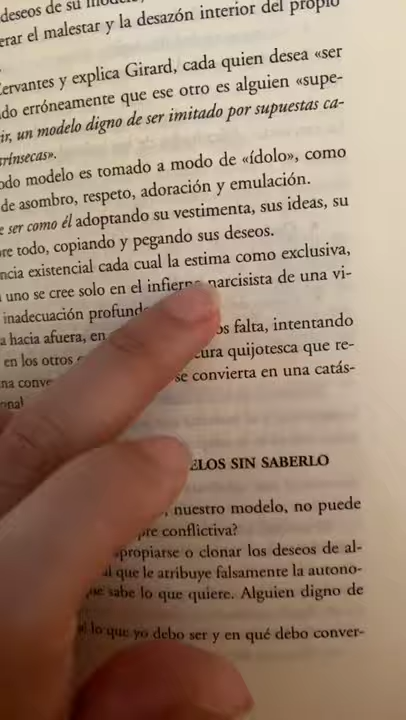 deseos de su
erar el malestar y la desazón interior del propio
Cervantes y explica Girard, cada quien desea «ser
do erróneamente que ese otro es alguien «supe-
ir, un modelo digno de ser imitado por supuestas ca-
trínsecas».
odo modelo es tomado a modo de «ídolo», como
de asombro, respeto, adoración y emulación.
e ser como él adoptando su vestimenta, sus ideas, su
re todo, copiando y pegando sus deseos.
ncia existencial cada cual la estima como exclusiva,
uno se cree solo en el infierno narcisista de una vi-
inadecuación profund
a hacia afuera, en os falta, intentando
en los otros cura quijotesca que re-
na conve se convierta en una catás-
onal
ELOS SIN SABERLO
, nuestro modelo, no puede
pre conflictiva?
apropiarse o clonar los deseos de al-
al que le atribuye falsamente la autono-
ue sabe lo que quiere. Alguien digno de
lo que yo debo ser y en qué debo conver-